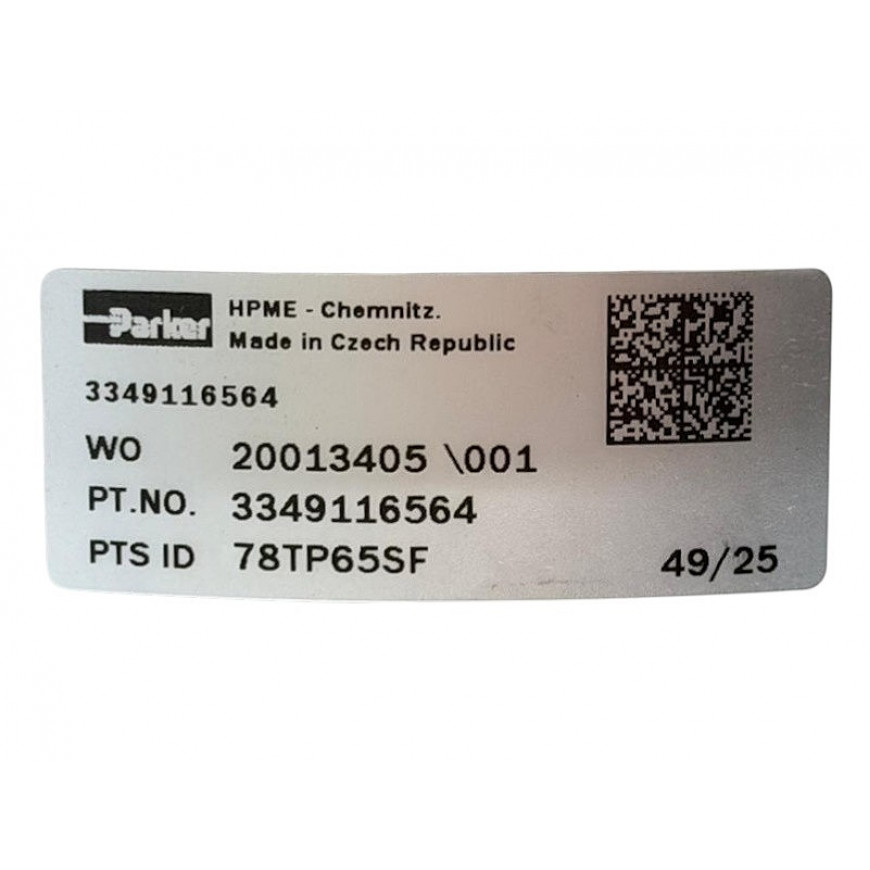 Parker
HPME - Chemnitz.
Made in Czech Republic
3349116564
WO 20013405 \001
PT.NO. 3349116564
PTS ID 78TP65SF 49/25